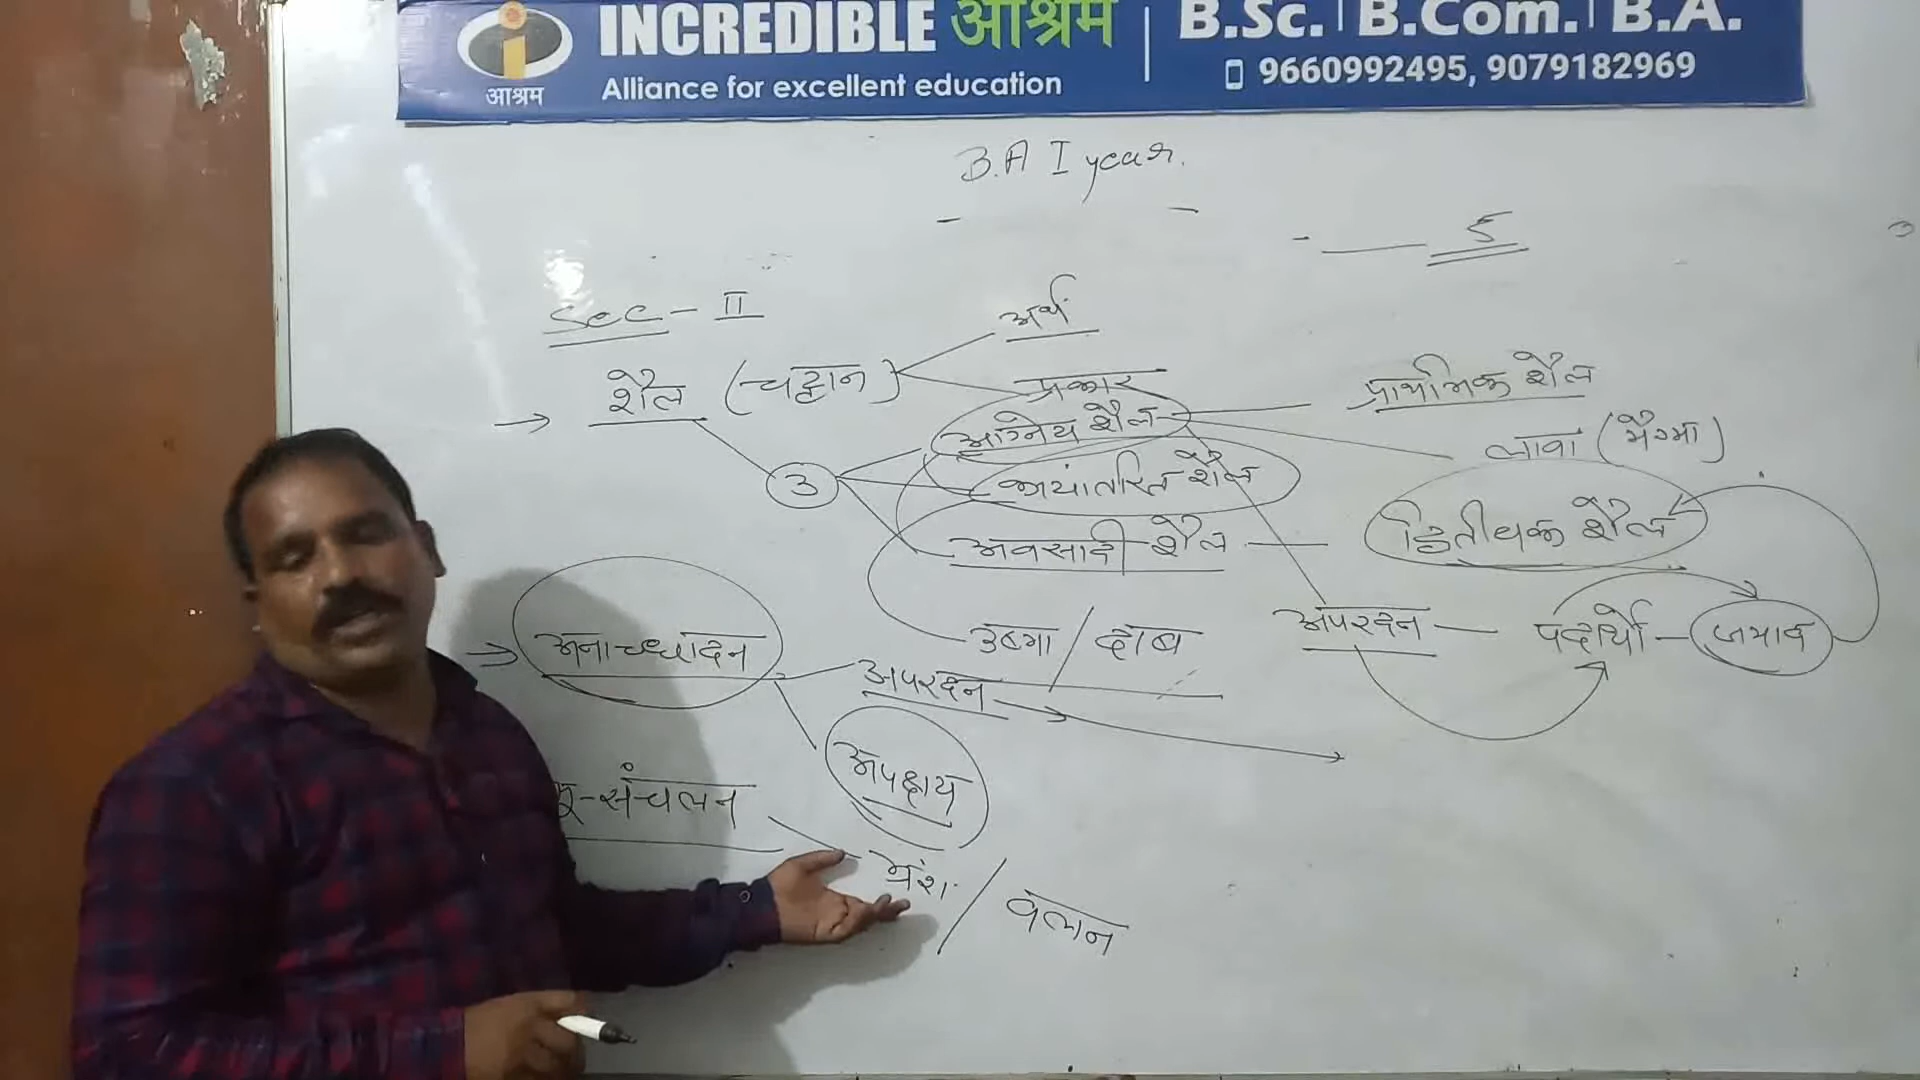 INCREDIBLE आश्रम
Alliance for excellent education
आश्रम
B.Sc. | B.Com. | B.A.
9660992495, 9079182969
B.A I year.
5
Sec - II
अर्थ
शैल (चट्टान)
प्रकार
3
आग्नेय शैल
प्राथमिक शैल
लावा (मैग्मा)
कायांतरित शैल
अवसादी शैल
द्वितीयक शैल
उष्मा / दाब
अपरदन
पदार्थो
जमाव
अनाच्छादन
अपरदन
अपक्षय
भू-संचलन
भ्रंश / वलन